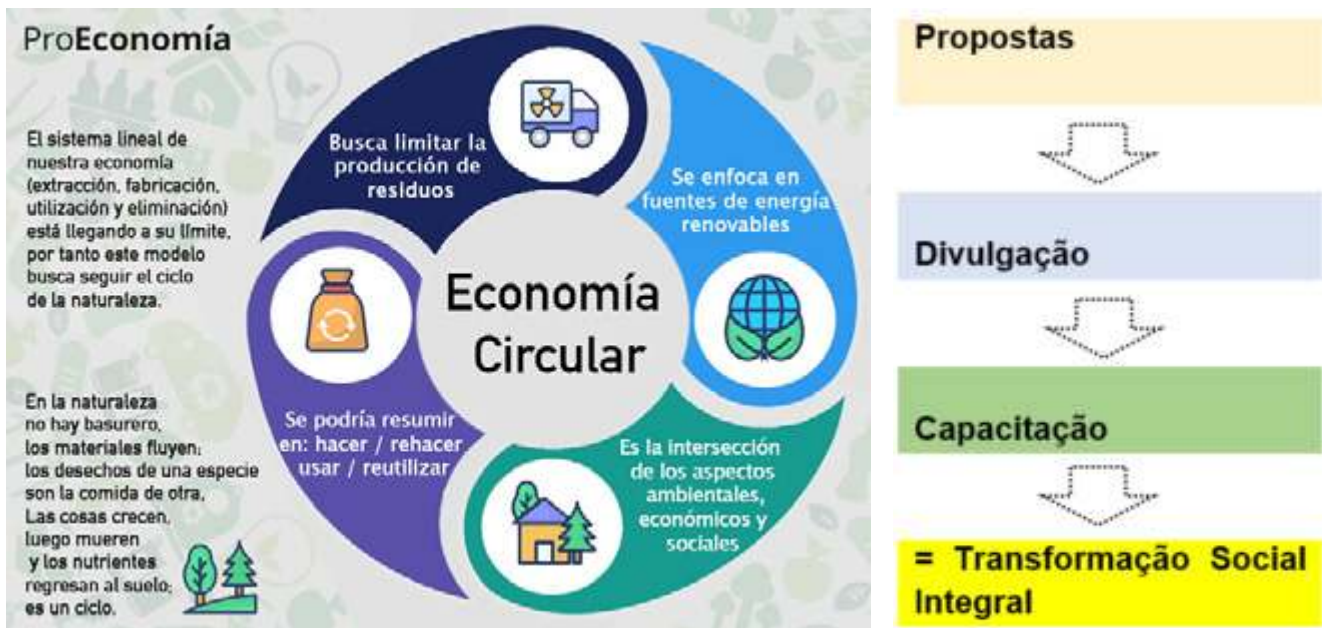 ProEconomía
El sistema lineal de
nuestra economía
(extracción, fabricación,
utilización y eliminación)
está llegando a su límite,
por tanto este modelo
busca seguir el ciclo
de la naturaleza.
En la naturaleza
no hay basurero,
los materiales fluyen;
los desechos de una especie
son la comida de otra,
Las cosas crecen,
luego mueren
y los nutrientes
regresan al suelo;
es un ciclo.
Busca limitar la
producción de
residuos
Se enfoca en
fuentes de energía
renovables
Es la intersección
de los aspectos
ambientales,
económicos y
sociales
Se podría resumir
en: hacer / rehacer
usar / reutilizar
Economía
Circular
Propostas
Divulgação
Capacitação
= Transformação Social
Integral